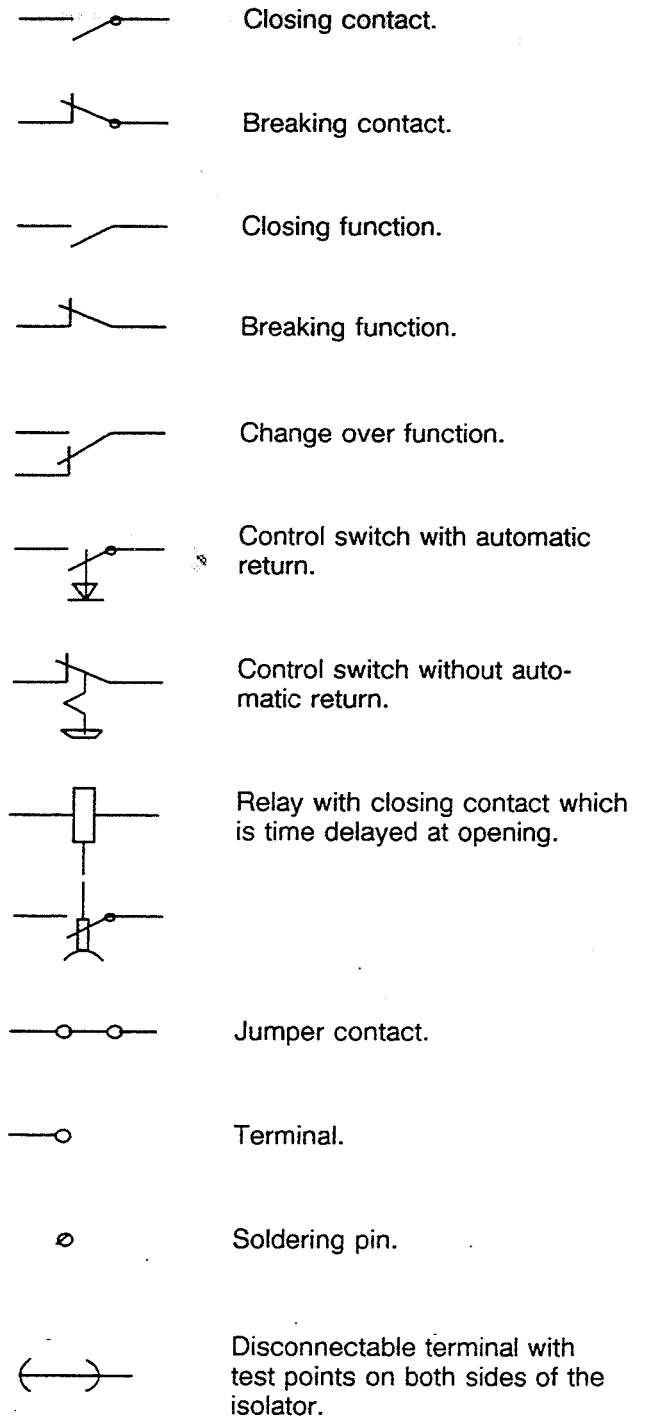 Closing contact.
Breaking contact.
Closing function.
Breaking function.
Change over function.
Control switch with automatic
return.
Control switch without auto-
matic return.
Relay with closing contact which
is time delayed at opening.
Jumper contact.
Terminal.
Soldering pin.
Disconnectable terminal with
test points on both sides of the
isolator.